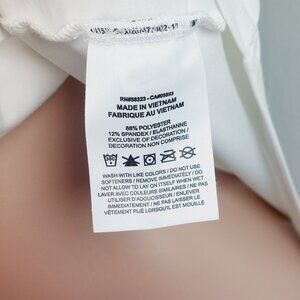 MADE IN VIETNAM
FABRIQUE AU VIETNAM
88% POLYESTER
12% SPANDEX / ELASTHANNE
EXCLUSIVE OF DECORATION
DECORATION NON COMPRISE
WASH WITH LIKE COLORS / DO NOT USE
SOFTENERS / REMOVE IMMEDIATELY / DO
NOT ALLOW TO LAY ON ITSELF WHEN WET
LAVER AVEC COULEURS SIMILAIRES / NE PAS
UTILISER D'ADOUCISSEUR / ENLEVER
IMMEDIATEMENT / NE PAS LAISSER LE
VÊTEMENT PLIÉ LORSQU'IL EST MOUILLÉ